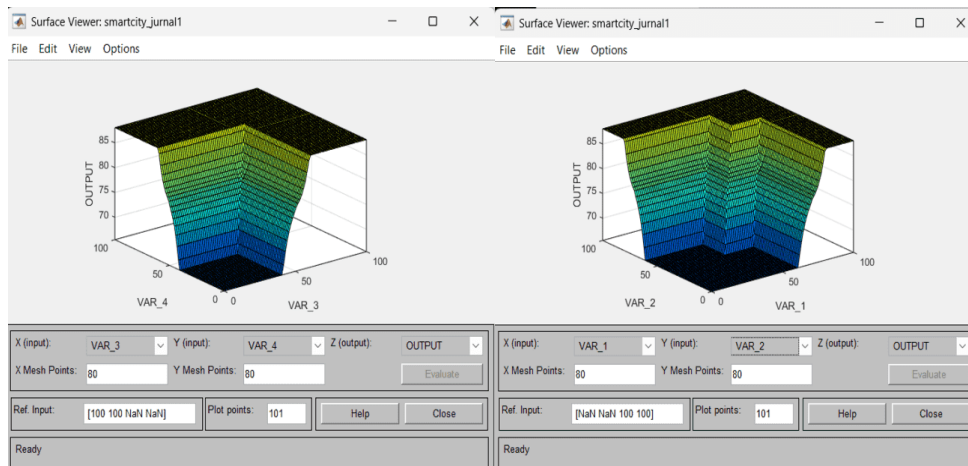 Surface Viewer: smartcity_jurnal1
File Edit View Options
85
80
75
70
OUTPUT
100
50
0
0
50
100
VAR_4
VAR_3
X (input): VAR_3 Y (input): VAR_4 Z (output): OUTPUT
X Mesh Points: 80 Y Mesh Points: 80 Evaluate
Ref. Input: [100 100 NaN NaN] Plot points: 101 Help Close
Ready
Surface Viewer: smartcity_jurnal1
File Edit View Options
85
80
75
70
OUTPUT
100
50
0
0
50
100
VAR_2
VAR_1
X (input): VAR_1 Y (input): VAR_2 Z (output): OUTPUT
X Mesh Points: 80 Y Mesh Points: 80 Evaluate
Ref. Input: [NaN NaN 100 100] Plot points: 101 Help Close
Ready